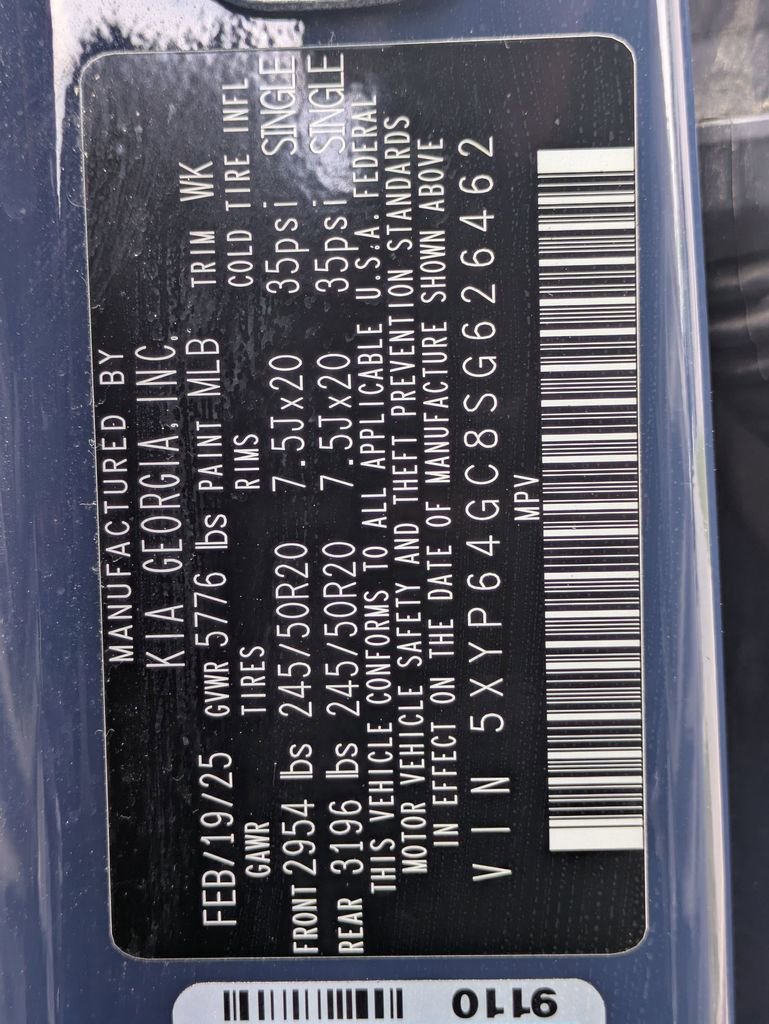 MANUFACTURED BY
KIA GEORGIA, INC.
FEB/19/25 GVWR 5776 lbs PAINT MLB TRIM WK
GAWR TIRES RIMS COLD TIRE INFL
FRONT 2954 lbs 245/50R20 7.5Jx20 35psi SINGLE
REAR 3196 lbs 245/50R20 7.5Jx20 35psi SINGLE
THIS VEHICLE CONFORMS TO ALL APPLICABLE U.S.A. FEDERAL
MOTOR VEHICLE SAFETY AND THEFT PREVENTION STANDARDS
IN EFFECT ON THE DATE OF MANUFACTURE SHOWN ABOVE
VIN 5XYP64GC8SG626462
MPV
9110